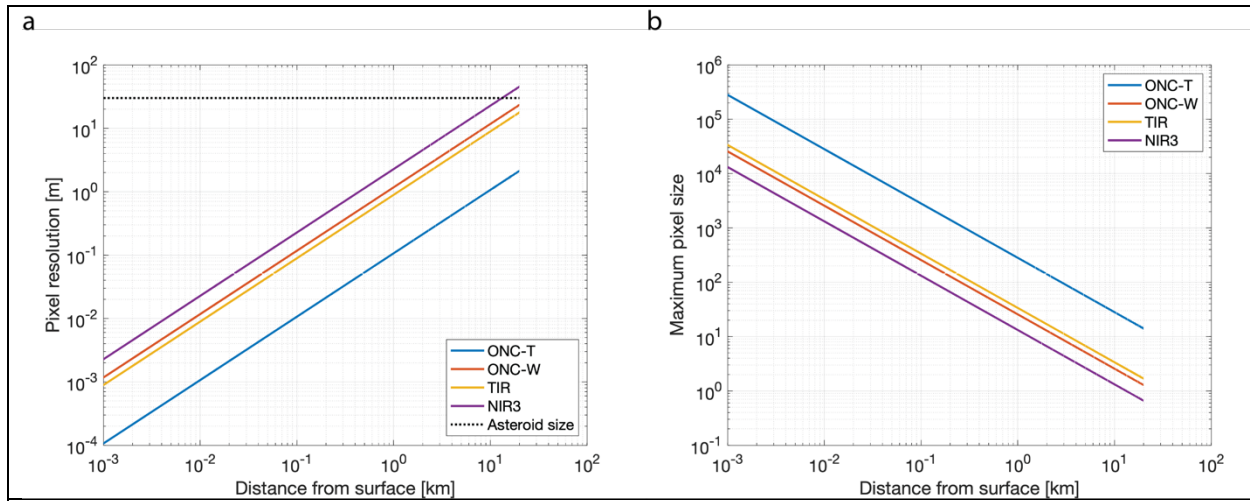 a
10^2
10^1
10^0
10^-1
10^-2
10^-3
10^-4
Pixel resolution [m]
ONC-T
ONC-W
TIR
NIR3
Asteroid size
10^-3
10^-2
10^-1
10^0
10^1
10^2
Distance from surface [km]
b
10^6
10^5
10^4
10^3
10^2
10^1
10^0
10^-1
Maximum pixel size
ONC-T
ONC-W
TIR
NIR3
10^-3
10^-2
10^-1
10^0
10^1
10^2
Distance from surface [km]